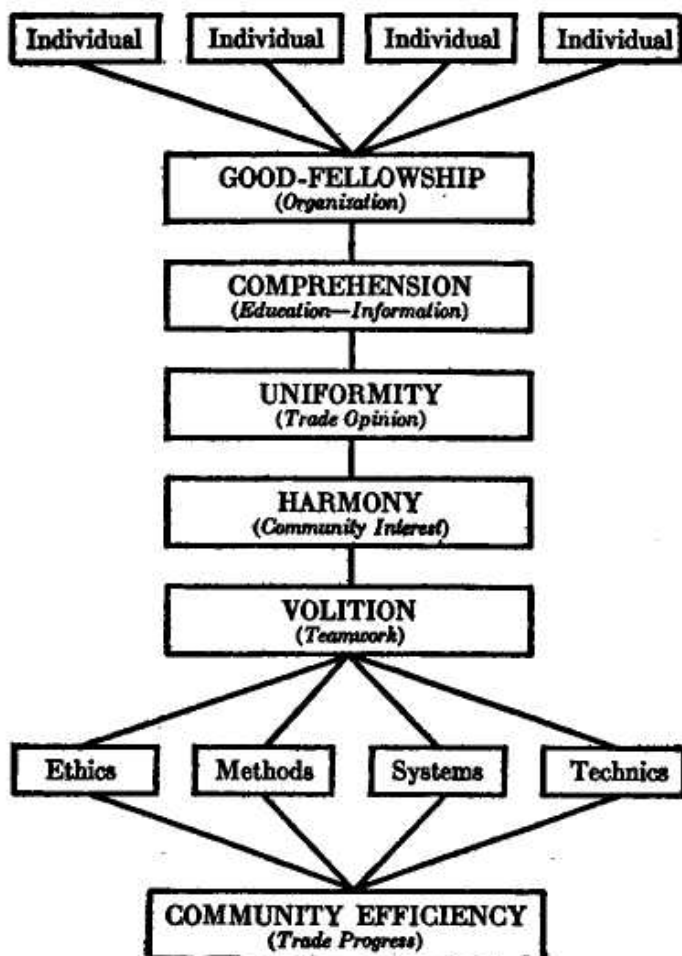 Individual Individual Individual Individual
GOOD-FELLOWSHIP
(Organization)
COMPREHENSION
(Education—Information)
UNIFORMITY
(Trade Opinion)
HARMONY
(Community Interest)
VOLITION
(Teamwork)
Ethics Methods Systems Technics
COMMUNITY EFFICIENCY
(Trade Progress)